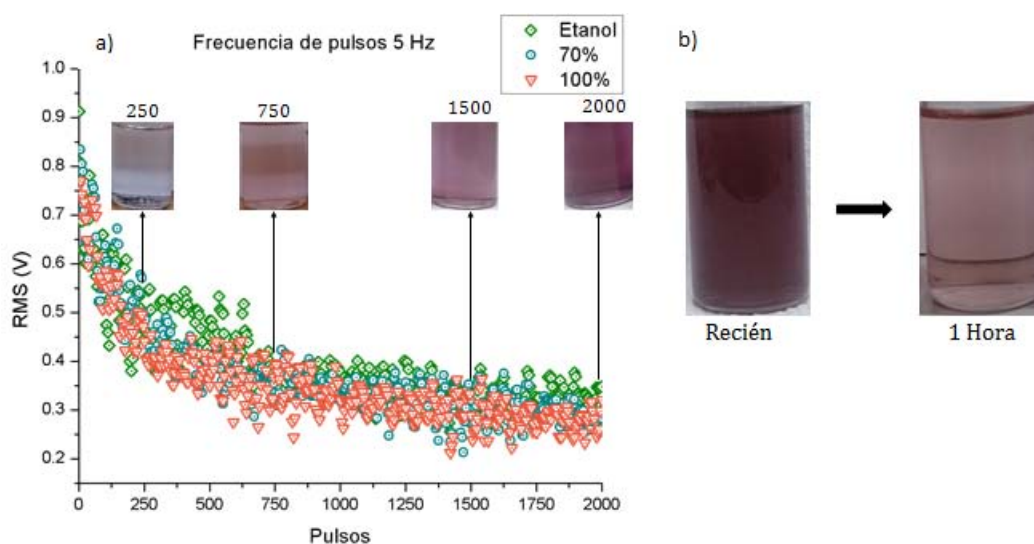 a)
Frecuencia de pulsos 5 Hz
Etanol
70%
100%
b)
250
750
1500
2000
1.0
0.9
0.8
0.7
0.6
0.5
0.4
0.3
0.2
RMS (V)
0 250 500 750 1000 1250 1500 1750 2000
Pulsos
Recién
1 Hora